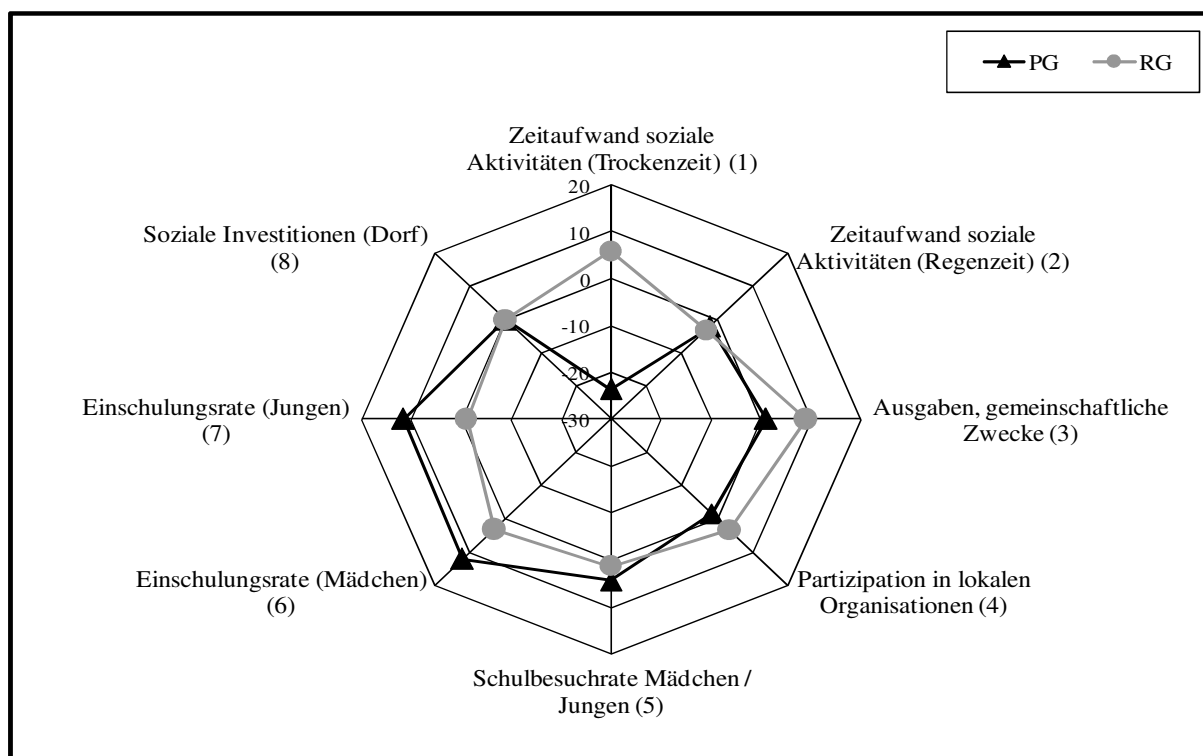 PG RG
Zeitaufwand soziale
Aktivitäten (Trockenzeit) (1)
20
10
0
-10
-20
-30
Zeitaufwand soziale
Aktivitäten (Regenzeit) (2)
Ausgaben, gemeinschaftliche
Zwecke (3)
Partizipation in lokalen
Organisationen (4)
Schulbesuchrate Mädchen /
Jungen (5)
Einschulungsrate (Mädchen)
(6)
Einschulungsrate (Jungen)
(7)
Soziale Investitionen (Dorf)
(8)